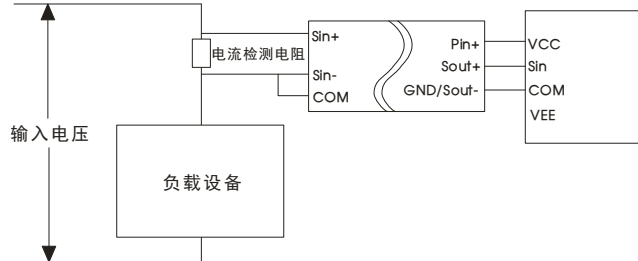 Sin+
电流检测电阻
Sin-
COM
Pin+
Sout+
GND/Sout-
VCC
Sin
COM
VEE
输入电压
负载设备